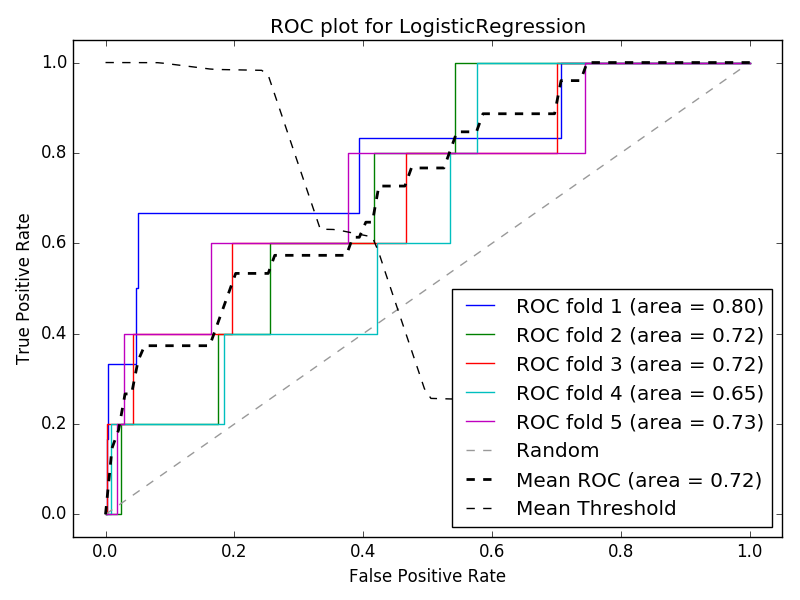 ROC plot for LogisticRegression
1.0
0.8
0.6
0.4
0.2
0.0
True Positive Rate
ROC fold 1 (area = 0.80)
ROC fold 2 (area = 0.72)
ROC fold 3 (area = 0.72)
ROC fold 4 (area = 0.65)
ROC fold 5 (area = 0.73)
Random
Mean ROC (area = 0.72)
Mean Threshold
0.0 0.2 0.4 0.6 0.8 1.0
False Positive Rate